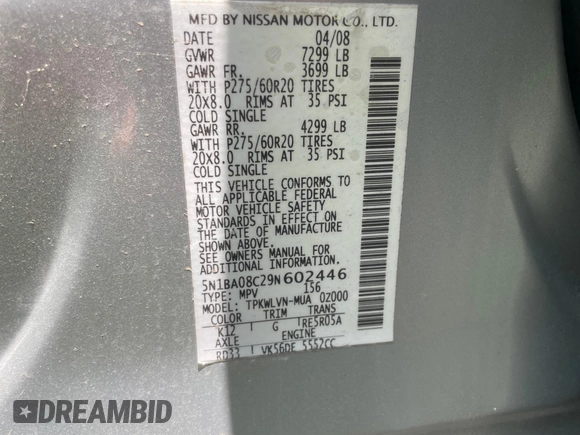 MFD BY NISSAN MOTOR CO., LTD.
DATE 04/08
GVWR 7299 LB
GAWR FR. 3699 LB
WITH P275/60R20 TIRES
20X8.0 RIMS AT 35 PSI
COLD SINGLE
GAWR RR. 4299 LB
WITH P275/60R20 TIRES
20X8.0 RIMS AT 35 PSI
COLD SINGLE
THIS VEHICLE CONFORMS TO
ALL APPLICABLE FEDERAL
MOTOR VEHICLE SAFETY
STANDARDS IN EFFECT ON
THE DATE OF MANUFACTURE
SHOWN ABOVE.
SEE OWNERS MANUAL FOR
ADDITIONAL INFORMATION
5N1BA08C29N602446
TYPE: MPV 156
MODEL: TPKWLVN-MUA 0Z000
COLOR TRIM TRANS
K12 G RE5R05A
AXLE ENGINE
RD33 VK56DE 5552CC
DREAMBID